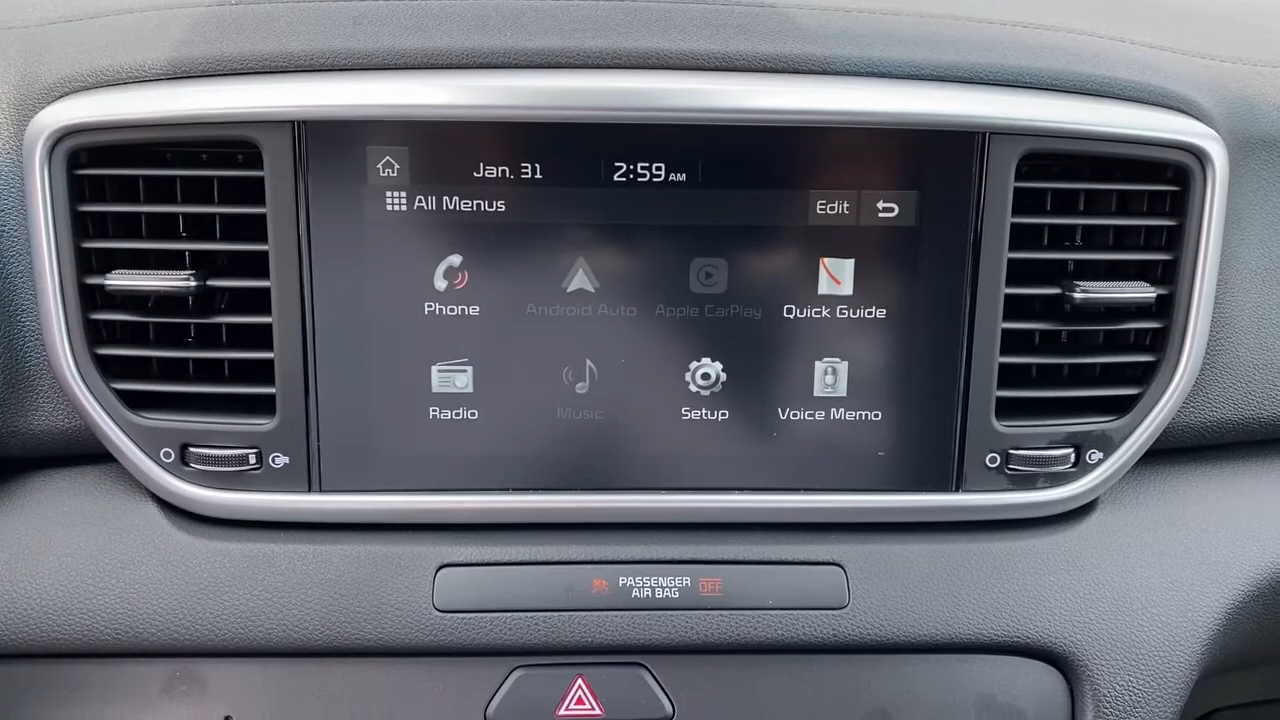 Jan. 31 2:59 AM
All Menus Edit
Phone Android Auto Apple CarPlay Quick Guide
Radio Music Setup Voice Memo
PASSENGER
AIR BAG OFF